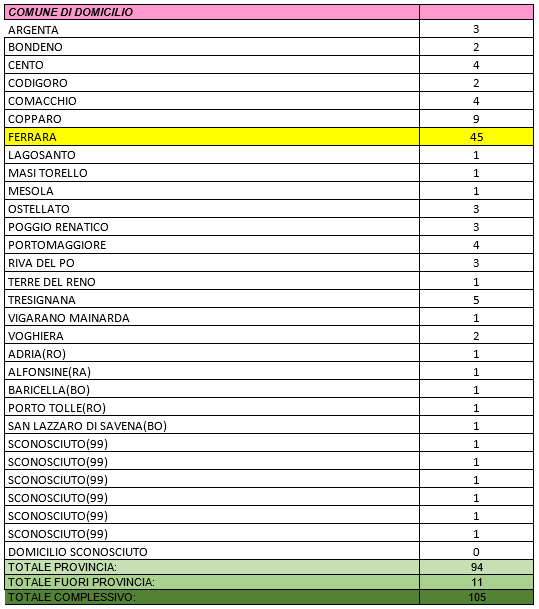 COMUNE DI DOMICILIO
ARGENTA 3
BONDENO 2
CENTO 4
CODIGORO 2
COMACCHIO 4
COPPARO 9
FERRARA 45
LAGOSANTO 1
MASI TORELLO 1
MESOLA 1
OSTELLATO 3
POGGIO RENATICO 3
PORTOMAGGIORE 4
RIVA DEL PO 3
TERRE DEL RENO 1
TRESIGNANA 5
VIGARANO MAINARDA 1
VOGHIERA 2
ADRIA(RO) 1
ALFONSINE(RA) 1
BARICELLA(BO) 1
PORTO TOLLE(RO) 1
SAN LAZZARO DI SAVENA(BO) 1
SCONOSCIUTO(99) 1
SCONOSCIUTO(99) 1
SCONOSCIUTO(99) 1
SCONOSCIUTO(99) 1
SCONOSCIUTO(99) 1
SCONOSCIUTO(99) 1
DOMICILIO SCONOSCIUTO 0
TOTALE PROVINCIA: 94
TOTALE FUORI PROVINCIA: 11
TOTALE COMPLESSIVO: 105